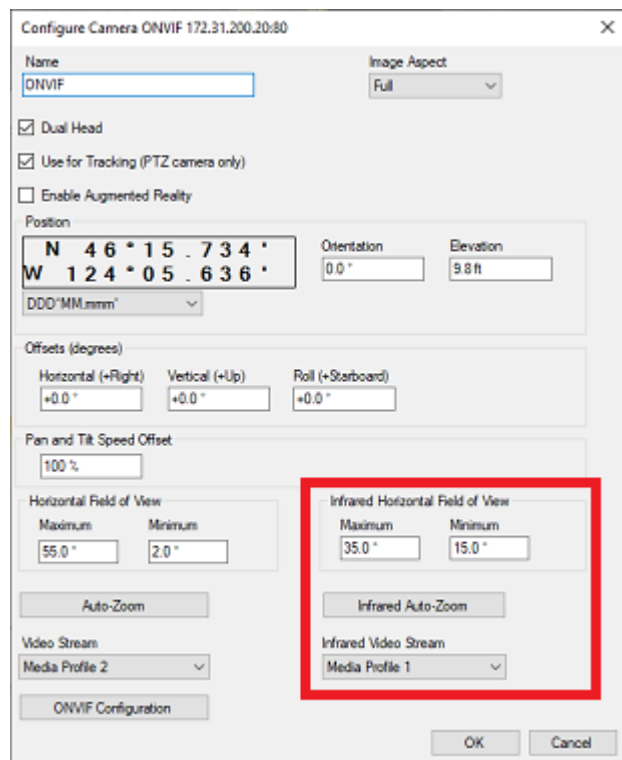 Configure Camera ONVIF 172.31.200.20:80
Name
Image Aspect
ONVIF
Full
Dual Head
Use for Tracking (PTZ camera only)
Enable Augmented Reality
Position
N 46°15.734'
W 124°05.636'
Orientation
Elevation
0.0 °
9.8 ft
DDD°MM.mmm'
Offsets (degrees)
Horizontal (+Right)
Vertical (+Up)
Roll (+Starboard)
+0.0 °
+0.0 °
+0.0 °
Pan and Tilt Speed Offset
100 %
Horizontal Field of View
Maximum
Minimum
55.0 °
2.0 °
Auto-Zoom
Video Stream
Media Profile 2
ONVIF Configuration
Infrared Horizontal Field of View
Maximum
Minimum
35.0 °
15.0 °
Infrared Auto-Zoom
Infrared Video Stream
Media Profile 1
OK
Cancel